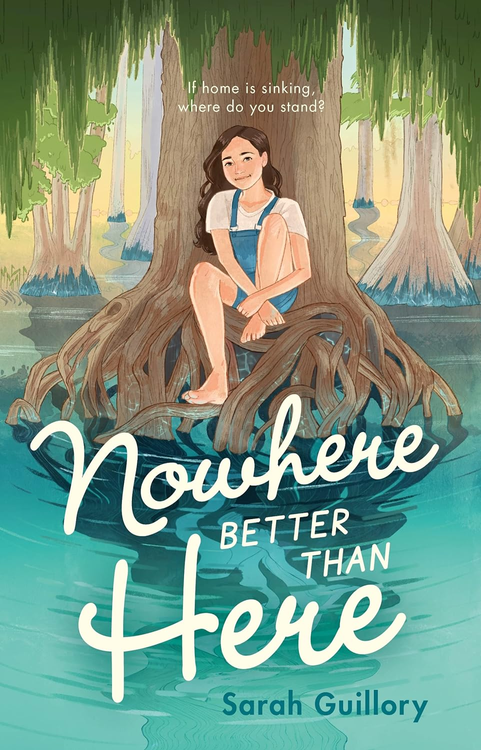 If home is sinking,
where do you stand?
Nowhere
BETTER
THAN
Here
Sarah Guillory